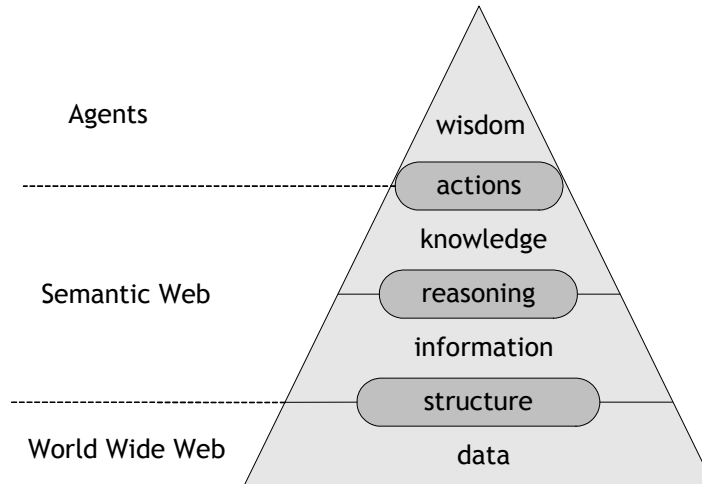 Agents
wisdom
actions
knowledge
Semantic Web
reasoning
information
structure
World Wide Web
data